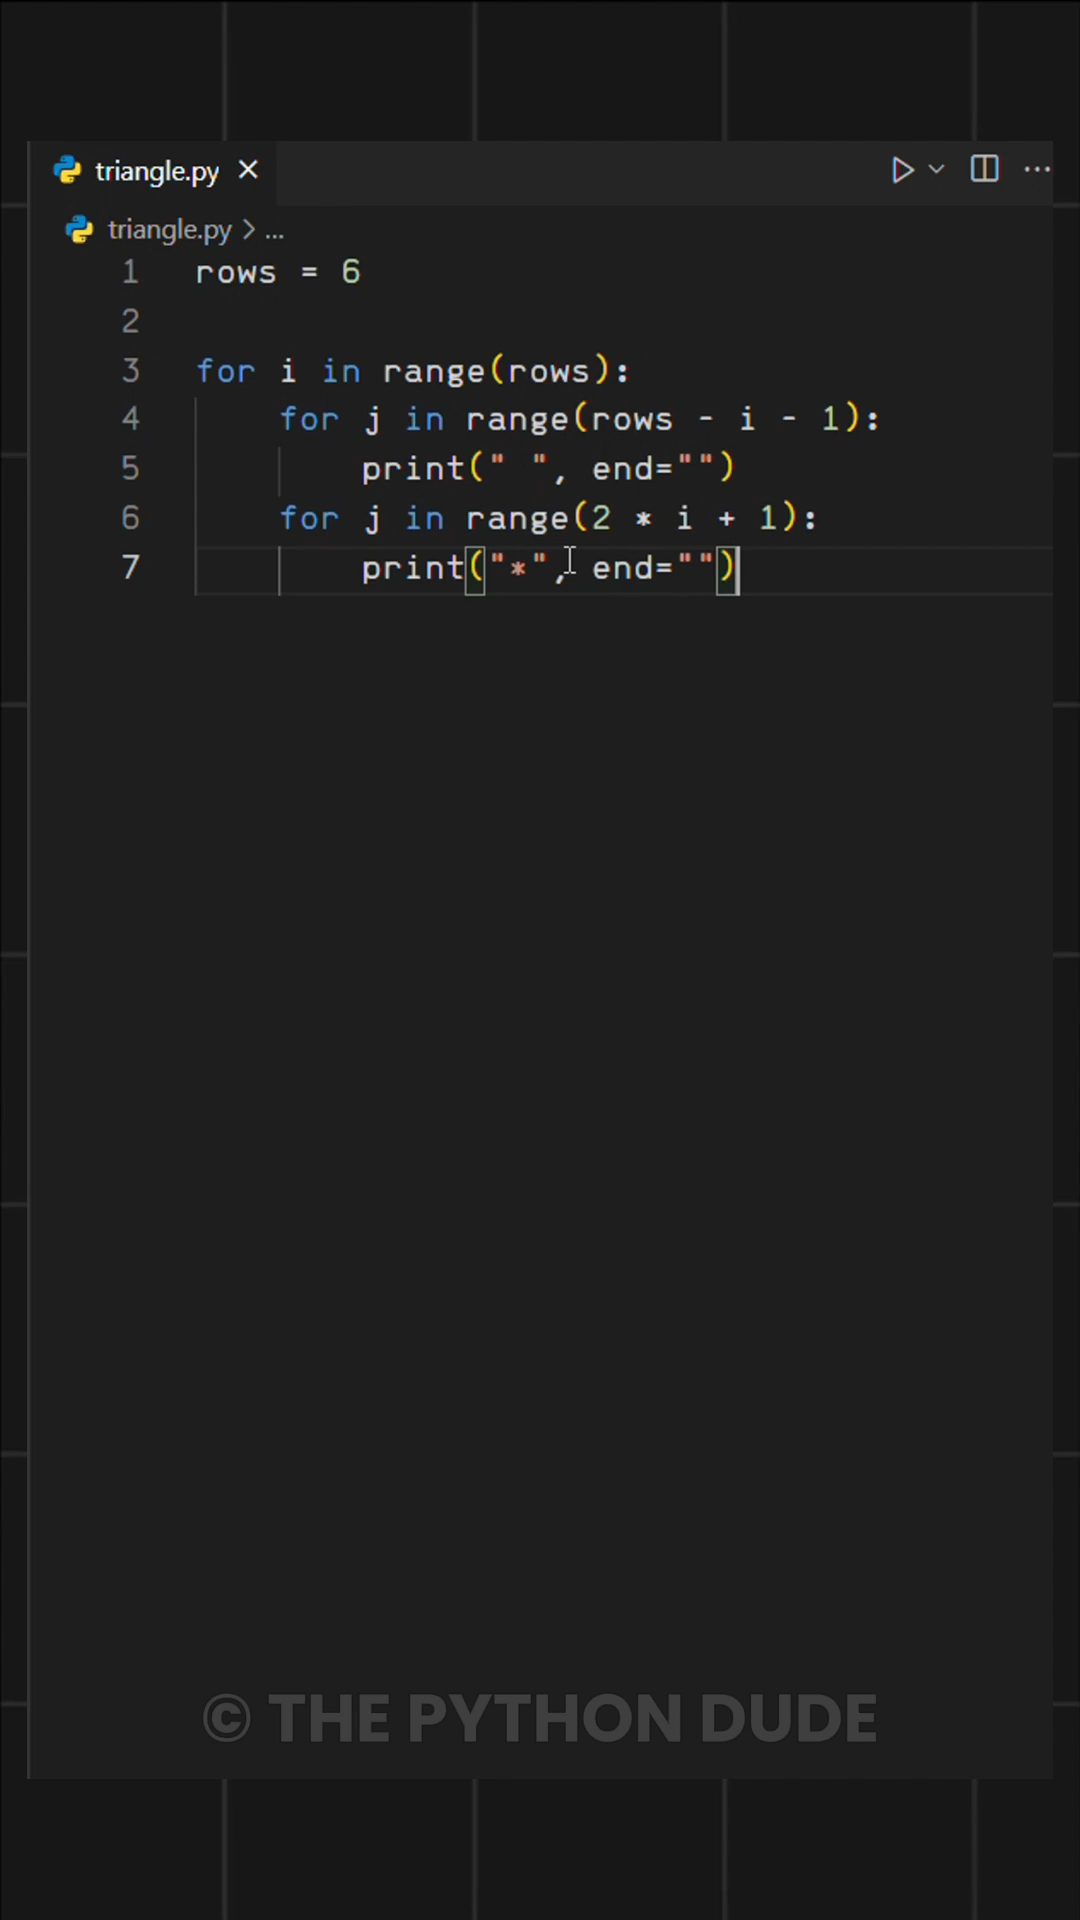 triangle.py
triangle.py > ...
1 rows = 6
2
3 for i in range(rows):
4     for j in range(rows - i - 1):
5         print(" ", end="")
6     for j in range(2 * i + 1):
7         print("*", end="")
© THE PYTHON DUDE